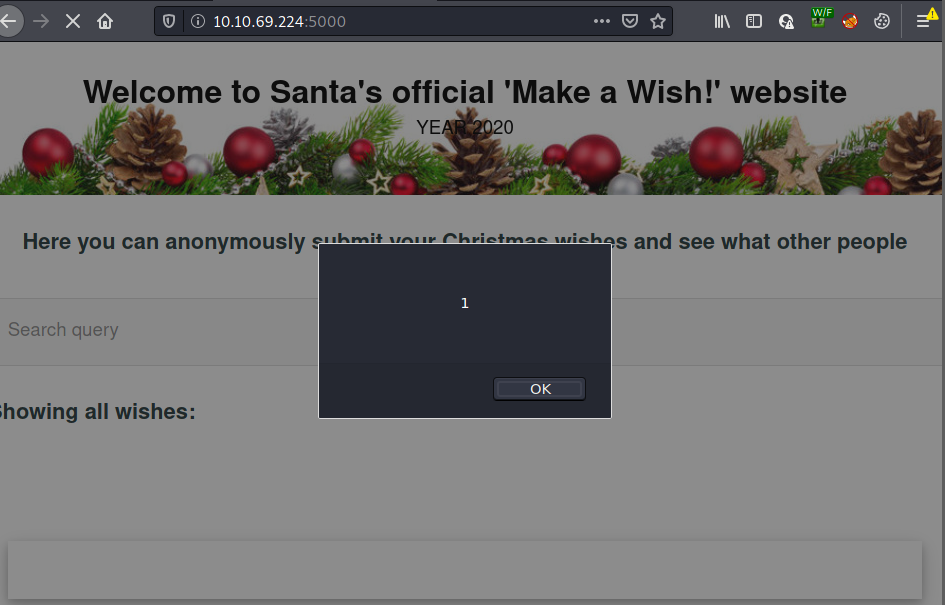 10.10.69.224:5000
W/F
Welcome to Santa's official 'Make a Wish!' website
YEAR 2020
Here you can anonymously submit your Christmas wishes and see what other people
1
OK
Search query
Showing all wishes: